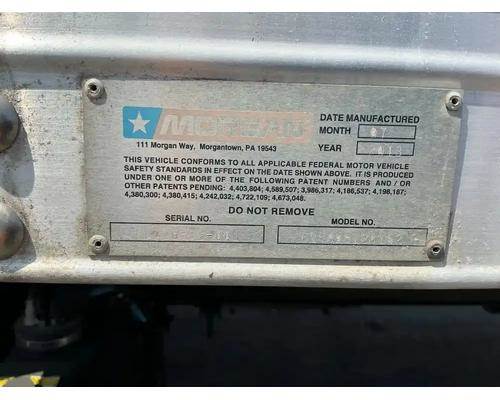 MORGAN
111 Morgan Way, Morgantown, PA 19543
DATE MANUFACTURED
MONTH 07
YEAR
THIS VEHICLE CONFORMS TO ALL APPLICABLE FEDERAL MOTOR VEHICLE
SAFETY STANDARDS IN EFFECT ON THE DATE SHOWN ABOVE. IT IS PRODUCED
UNDER ONE OR MORE OF THE FOLLOWING PATENT NUMBERS AND / OR
OTHER PATENTS PENDING: 4,403,804; 4,589,507; 3,986,317; 4,186,537; 4,198,187;
4,380,300; 4,380,415; 4,242,032; 4,722,109; 4,673,048.
DO NOT REMOVE
SERIAL NO.
MODEL NO.